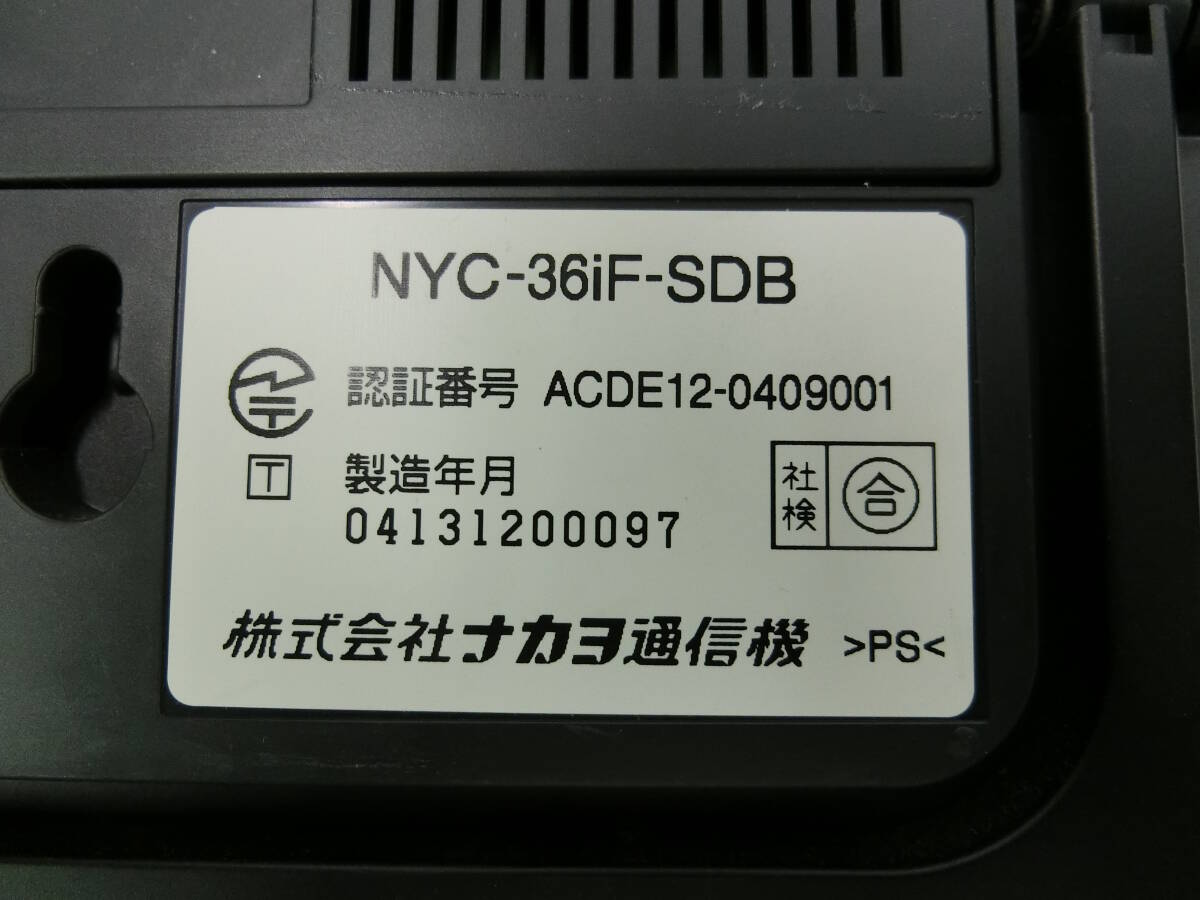 NYC-36iF-SDB
認証番号 ACDE12-0409001
T 製造年月
04131200097
社検 合
株式会社ナカヨ通信機 >PS<